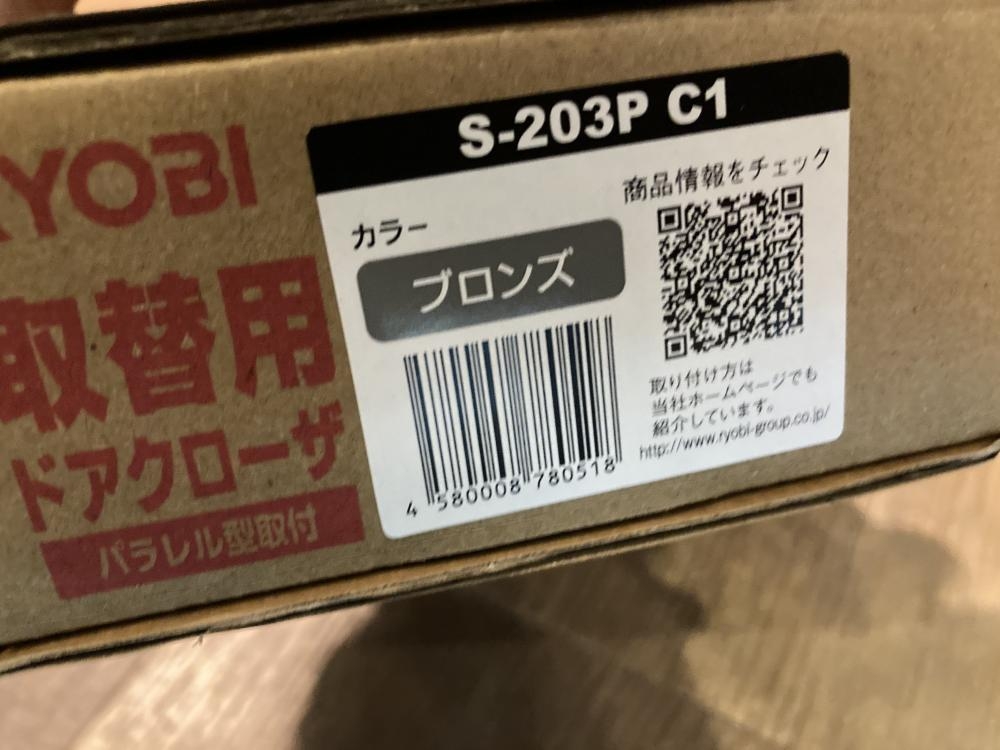 RYOBI
取替用
ドアクローザ
パラレル型取付
S-203P C1
カラー
ブロンズ
4 580008 780518
商品情報をチェック
取り付け方は
当社ホームページでも
紹介しています。
http://www.ryobi-group.co.jp/